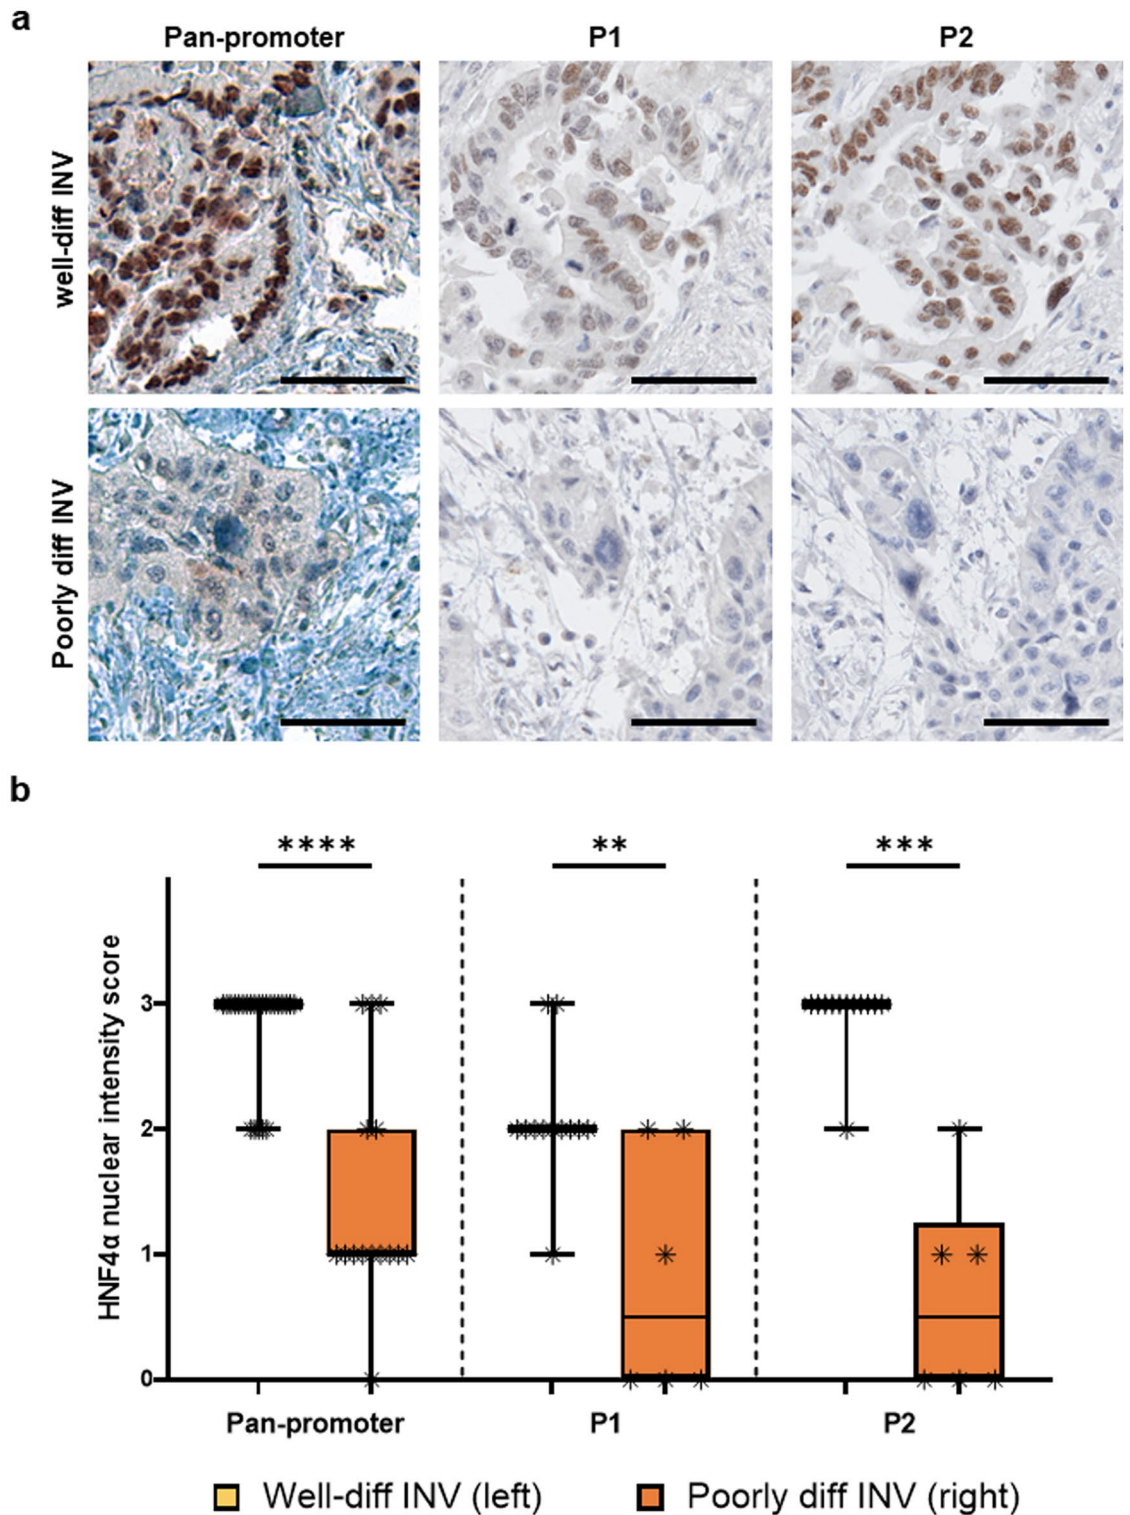 a
Pan-promoter P1 P2
well-diff INV
Poorly diff INV
b
**** ** ***
HNF4α nuclear intensity score
3
2
1
0
Pan-promoter P1 P2
Well-diff INV (left) Poorly diff INV (right)